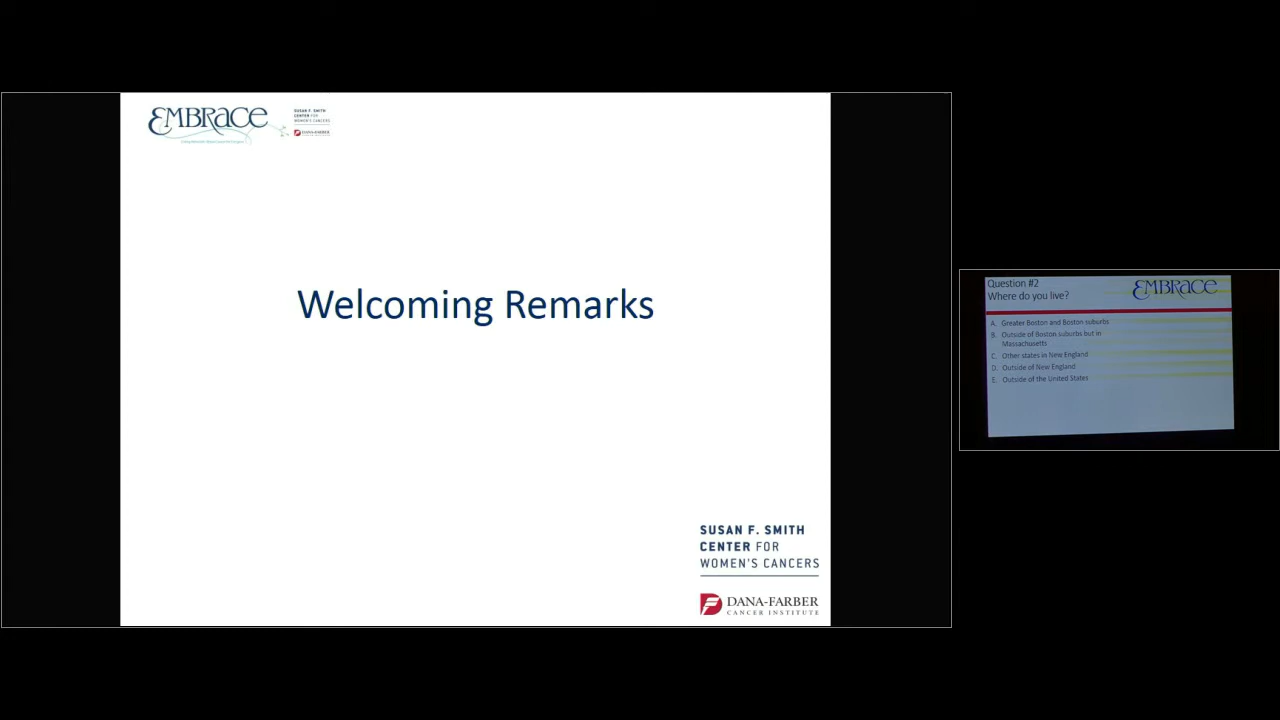 EMBRACE
SUSAN F. SMITH
CENTER FOR
WOMEN'S CANCERS
DANA-FARBER
Welcoming Remarks
SUSAN F. SMITH
CENTER FOR
WOMEN'S CANCERS
DANA-FARBER
CANCER INSTITUTE
Question #2
Where do you live?
EMBRACE
A. Greater Boston and Boston suburbs
B. Outside of Boston suburbs but in
Massachusetts
C. Other states in New England
D. Outside of New England
E. Outside of the United States